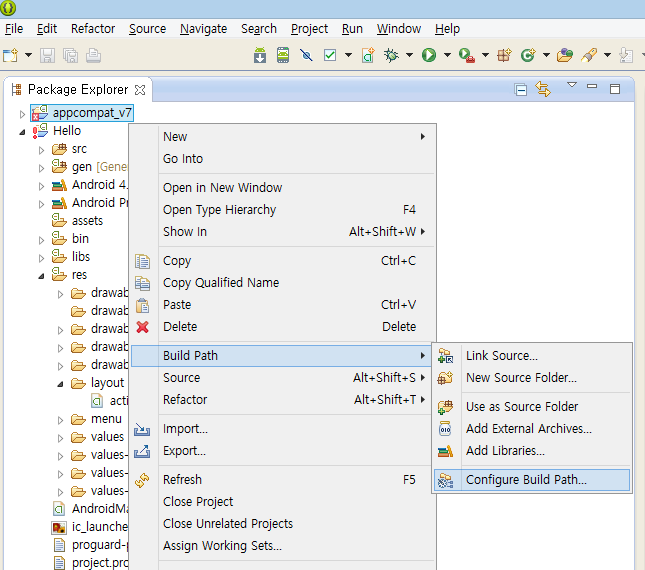 File Edit Refactor Source Navigate Search Project Run Window Help
Package Explorer
appcompat_v7
Hello
src
gen [Gene
Android 4.
Android Pr
assets
bin
libs
res
drawab
drawab
drawab
drawab
drawab
layout
acti
menu
values
values-
values-
values-
AndroidMa
ic_launche
proguard-p
project.pro
New
Go Into
Open in New Window
Open Type Hierarchy F4
Show In Alt+Shift+W
Copy Ctrl+C
Copy Qualified Name
Paste Ctrl+V
Delete Delete
Build Path
Source Alt+Shift+S
Refactor Alt+Shift+T
Import...
Export...
Refresh F5
Close Project
Close Unrelated Projects
Assign Working Sets...
Link Source...
New Source Folder...
Use as Source Folder
Add External Archives...
Add Libraries...
Configure Build Path...